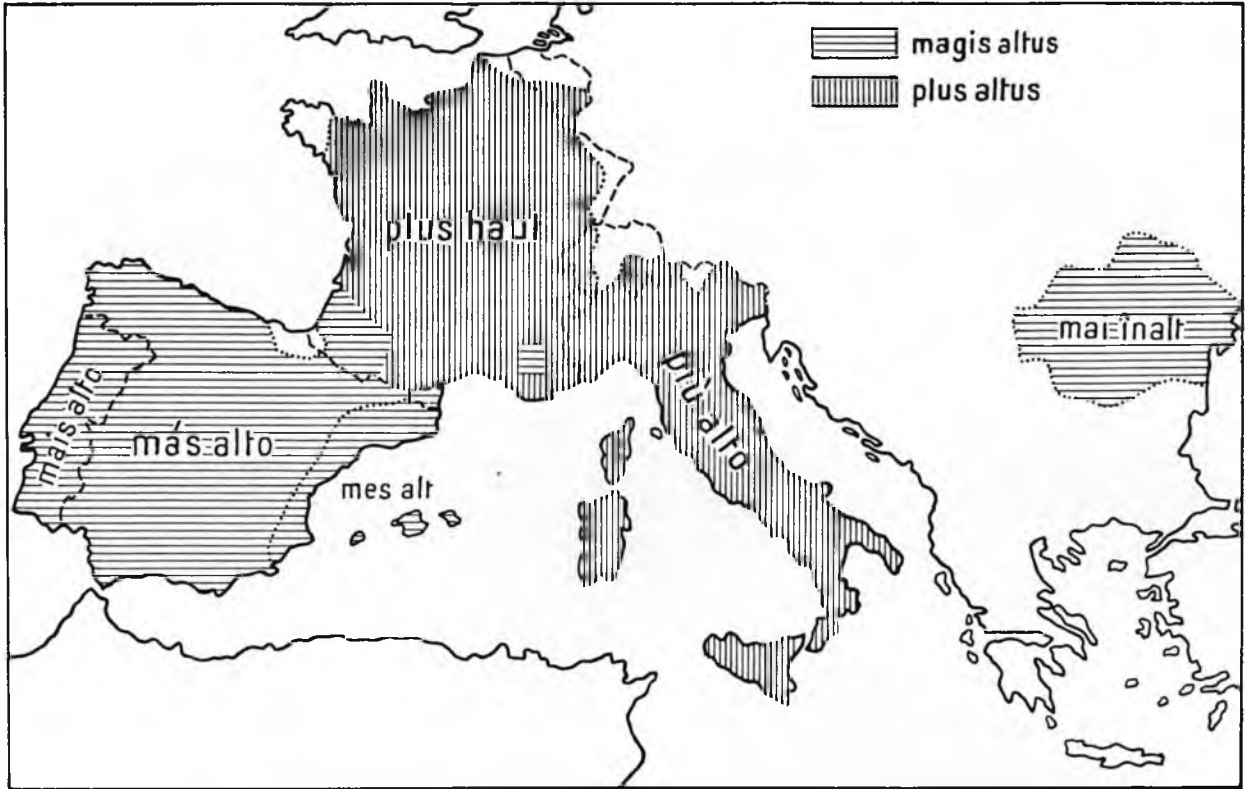 magis altus
plus altus
plus haut
mai înalt
mais alto
más alto
mes alt
più alto